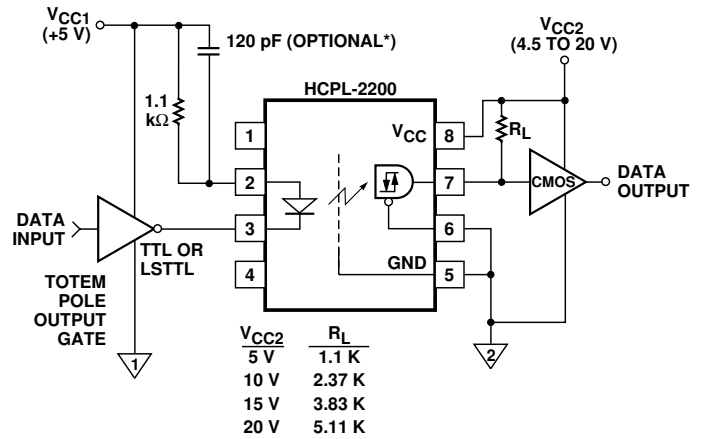 VCC1
(+5 V)
120 pF (OPTIONAL*)
VCC2
(4.5 TO 20 V)
HCPL-2200
1.1
kΩ
1
VCC
8
RL
2
7
CMOS
DATA
OUTPUT
DATA
INPUT
3
6
TTL OR
LSTTL
GND
4
5
TOTEM
POLE
OUTPUT
GATE
1
2
VCC2 RL
5 V 1.1 K
10 V 2.37 K
15 V 3.83 K
20 V 5.11 K